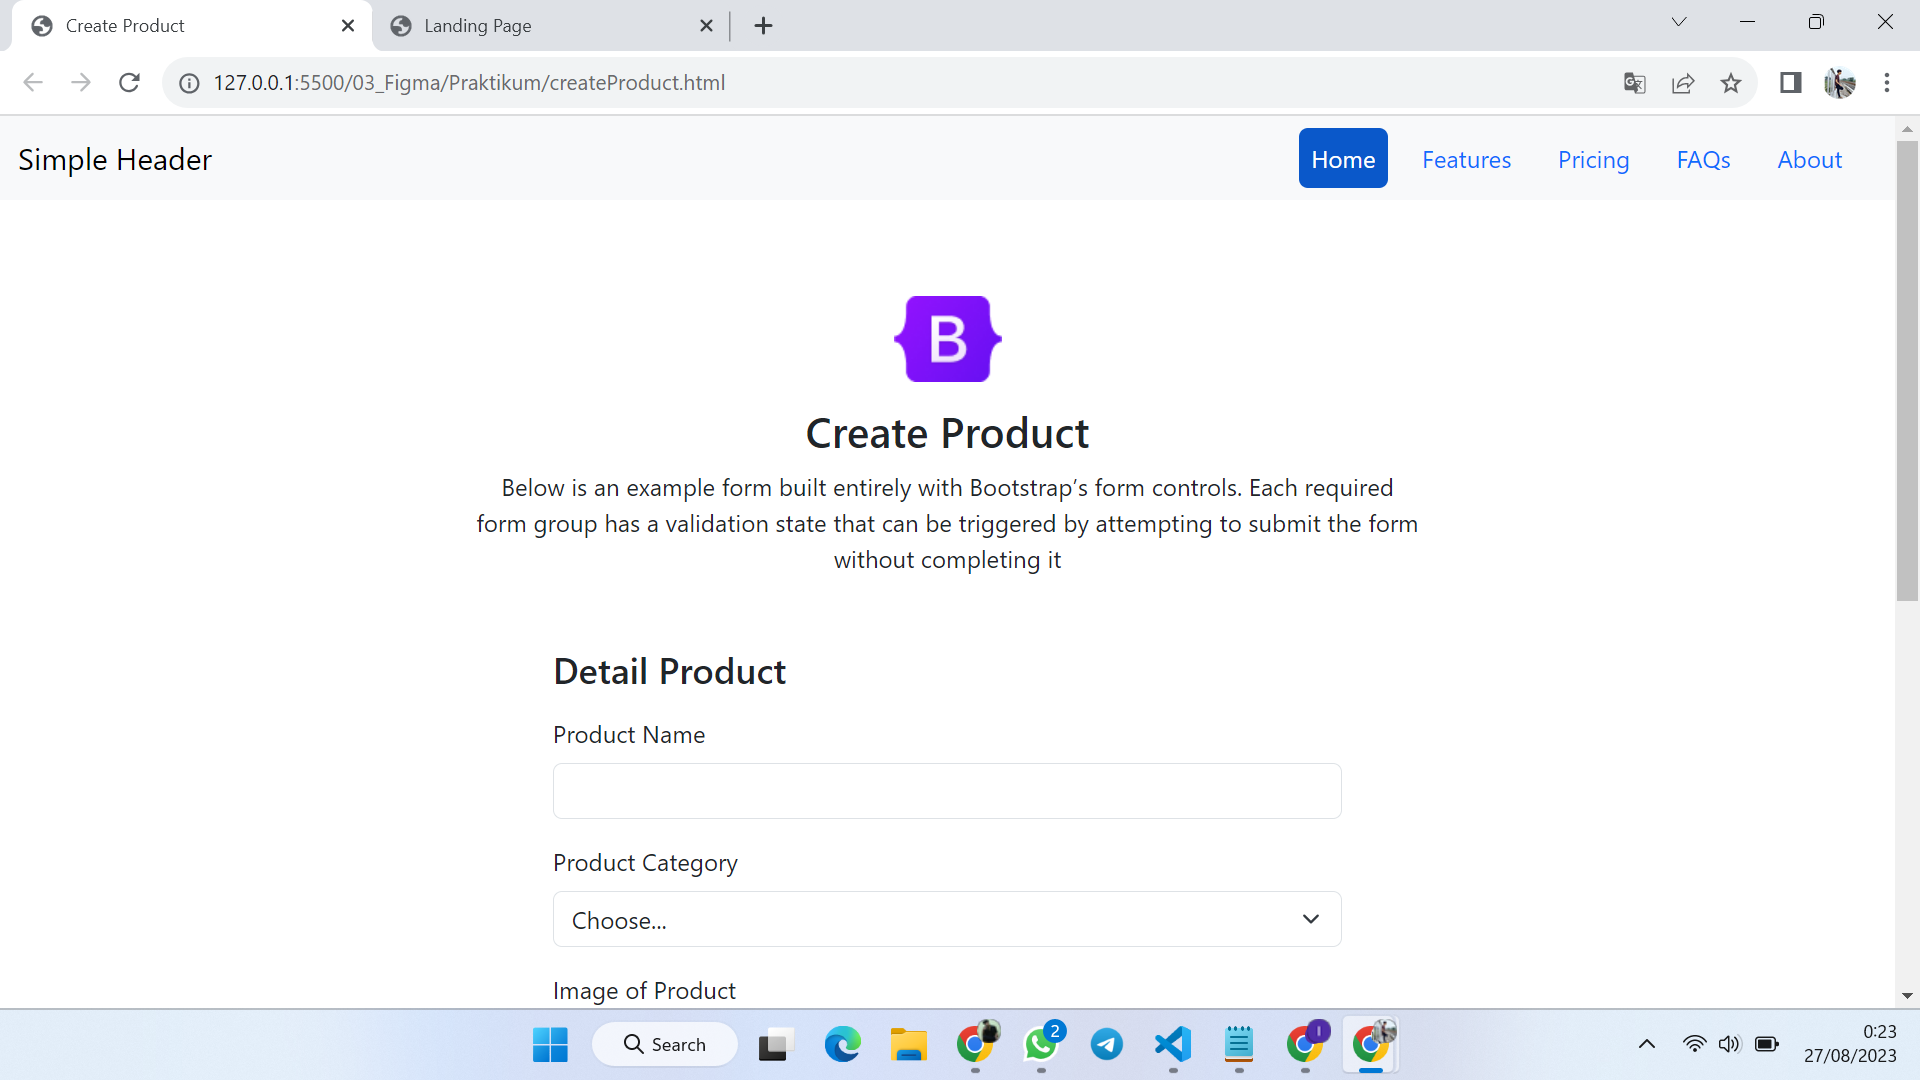 Create Product
Landing Page
127.0.0.1:5500/03_Figma/Praktikum/createProduct.html
Simple Header
Home
Features
Pricing
FAQs
About
B
Create Product
Below is an example form built entirely with Bootstrap’s form controls. Each required
form group has a validation state that can be triggered by attempting to submit the form
without completing it
Detail Product
Product Name
Product Category
Choose...
Image of Product
Search
2
I
0:23
27/08/2023